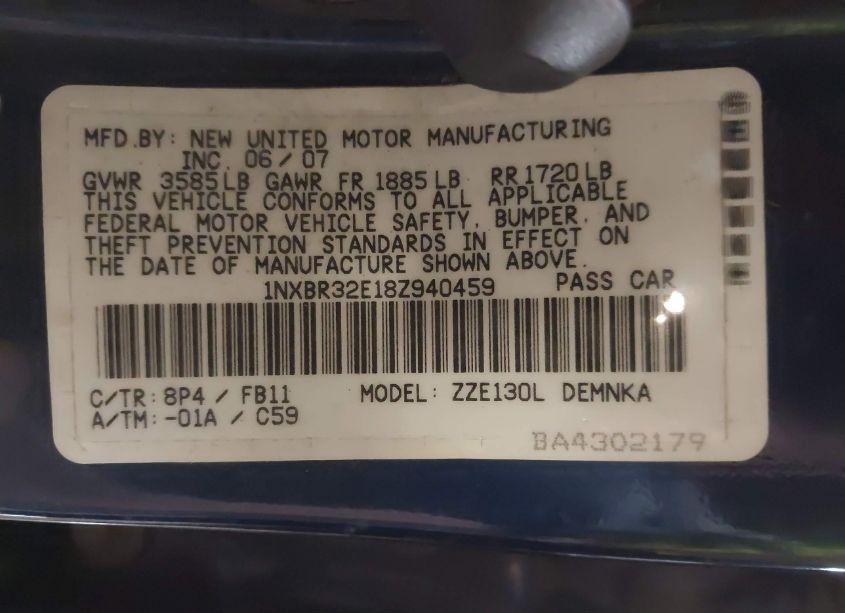 MFD.BY: NEW UNITED MOTOR MANUFACTURING
INC. 06/07
GVWR 3585LB GAWR FR 1885LB RR 1720LB
THIS VEHICLE CONFORMS TO ALL APPLICABLE
FEDERAL MOTOR VEHICLE SAFETY, BUMPER, AND
THEFT PREVENTION STANDARDS IN EFFECT ON
THE DATE OF MANUFACTURE SHOWN ABOVE.
1NXBR32E18Z940459 PASS CAR
C/TR: 8P4 / FB11 MODEL: ZZE130L DEMNKA
A/TM: -01A / C59
BA4302179